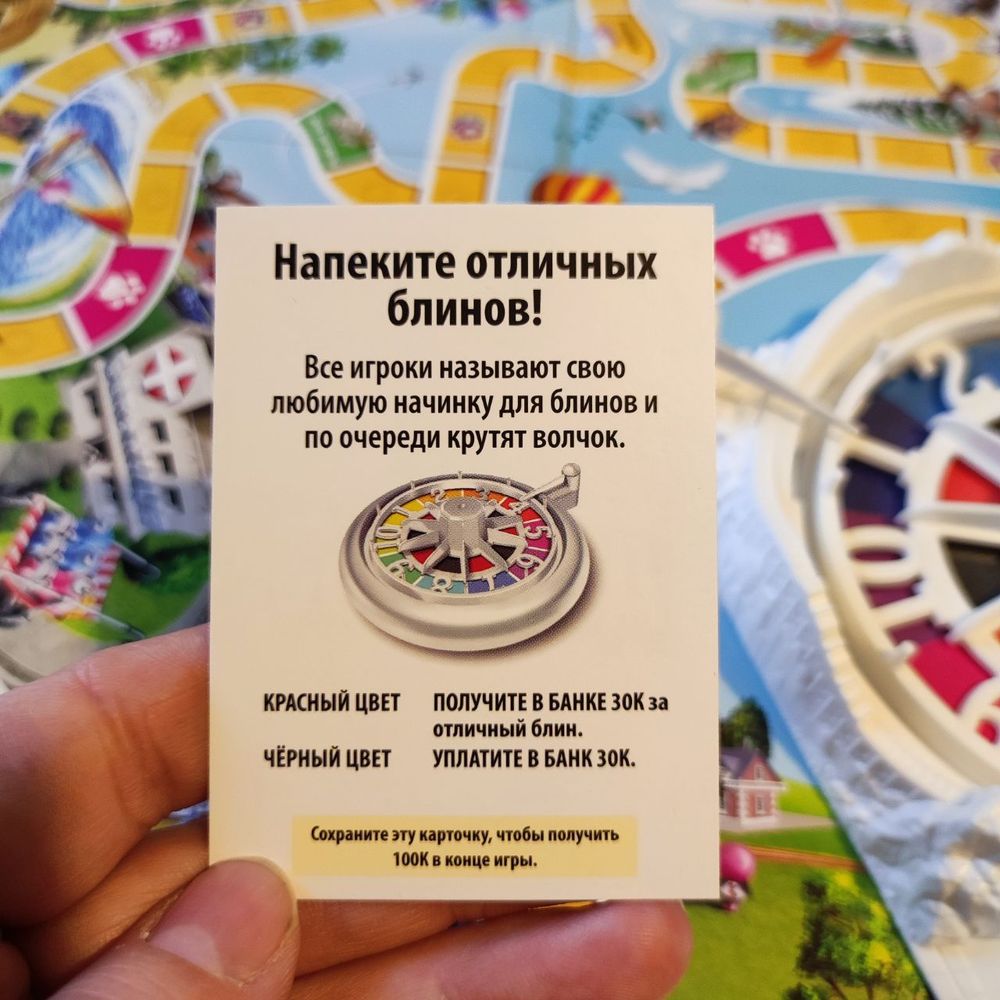 Напеките отличных
блинов!
Все игроки называют свою
любимую начинку для блинов и
по очереди крутят волчок.
КРАСНЫЙ ЦВЕТ ПОЛУЧИТЕ В БАНКЕ 30К за
отличный блин.
ЧЁРНЫЙ ЦВЕТ УПЛАТИТЕ В БАНК 30К.
Сохраните эту карточку, чтобы получить
100К в конце игры.